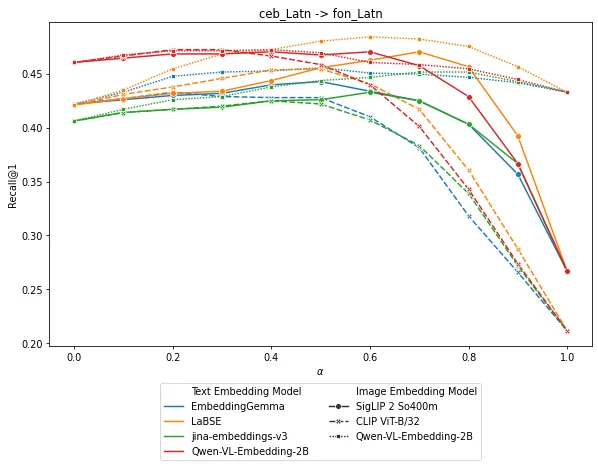 ceb_Latn -> fon_Latn
Recall@1
0.45
0.40
0.35
0.30
0.25
0.20
0.0
0.2
0.4
0.6
0.8
1.0
α
Text Embedding Model
EmbeddingGemma
LaBSE
jina-embeddings-v3
Qwen-VL-Embedding-2B
Image Embedding Model
SigLIP 2 So400m
CLIP ViT-B/32
Qwen-VL-Embedding-2B